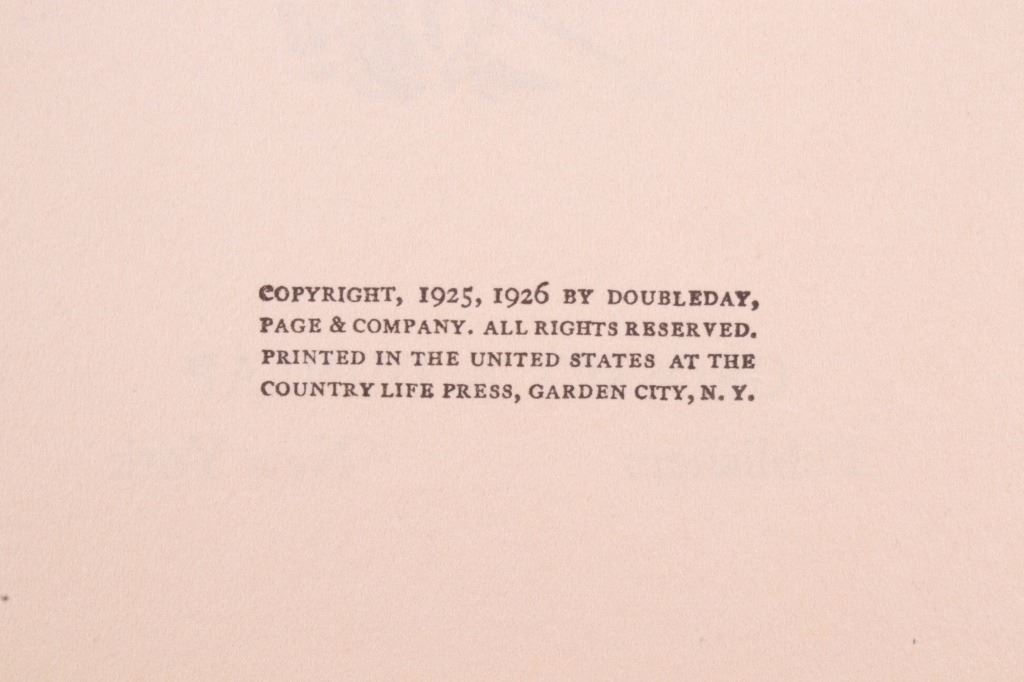 COPYRIGHT, 1925, 1926 BY DOUBLEDAY,
PAGE & COMPANY. ALL RIGHTS RESERVED.
PRINTED IN THE UNITED STATES AT THE
COUNTRY LIFE PRESS, GARDEN CITY, N. Y.